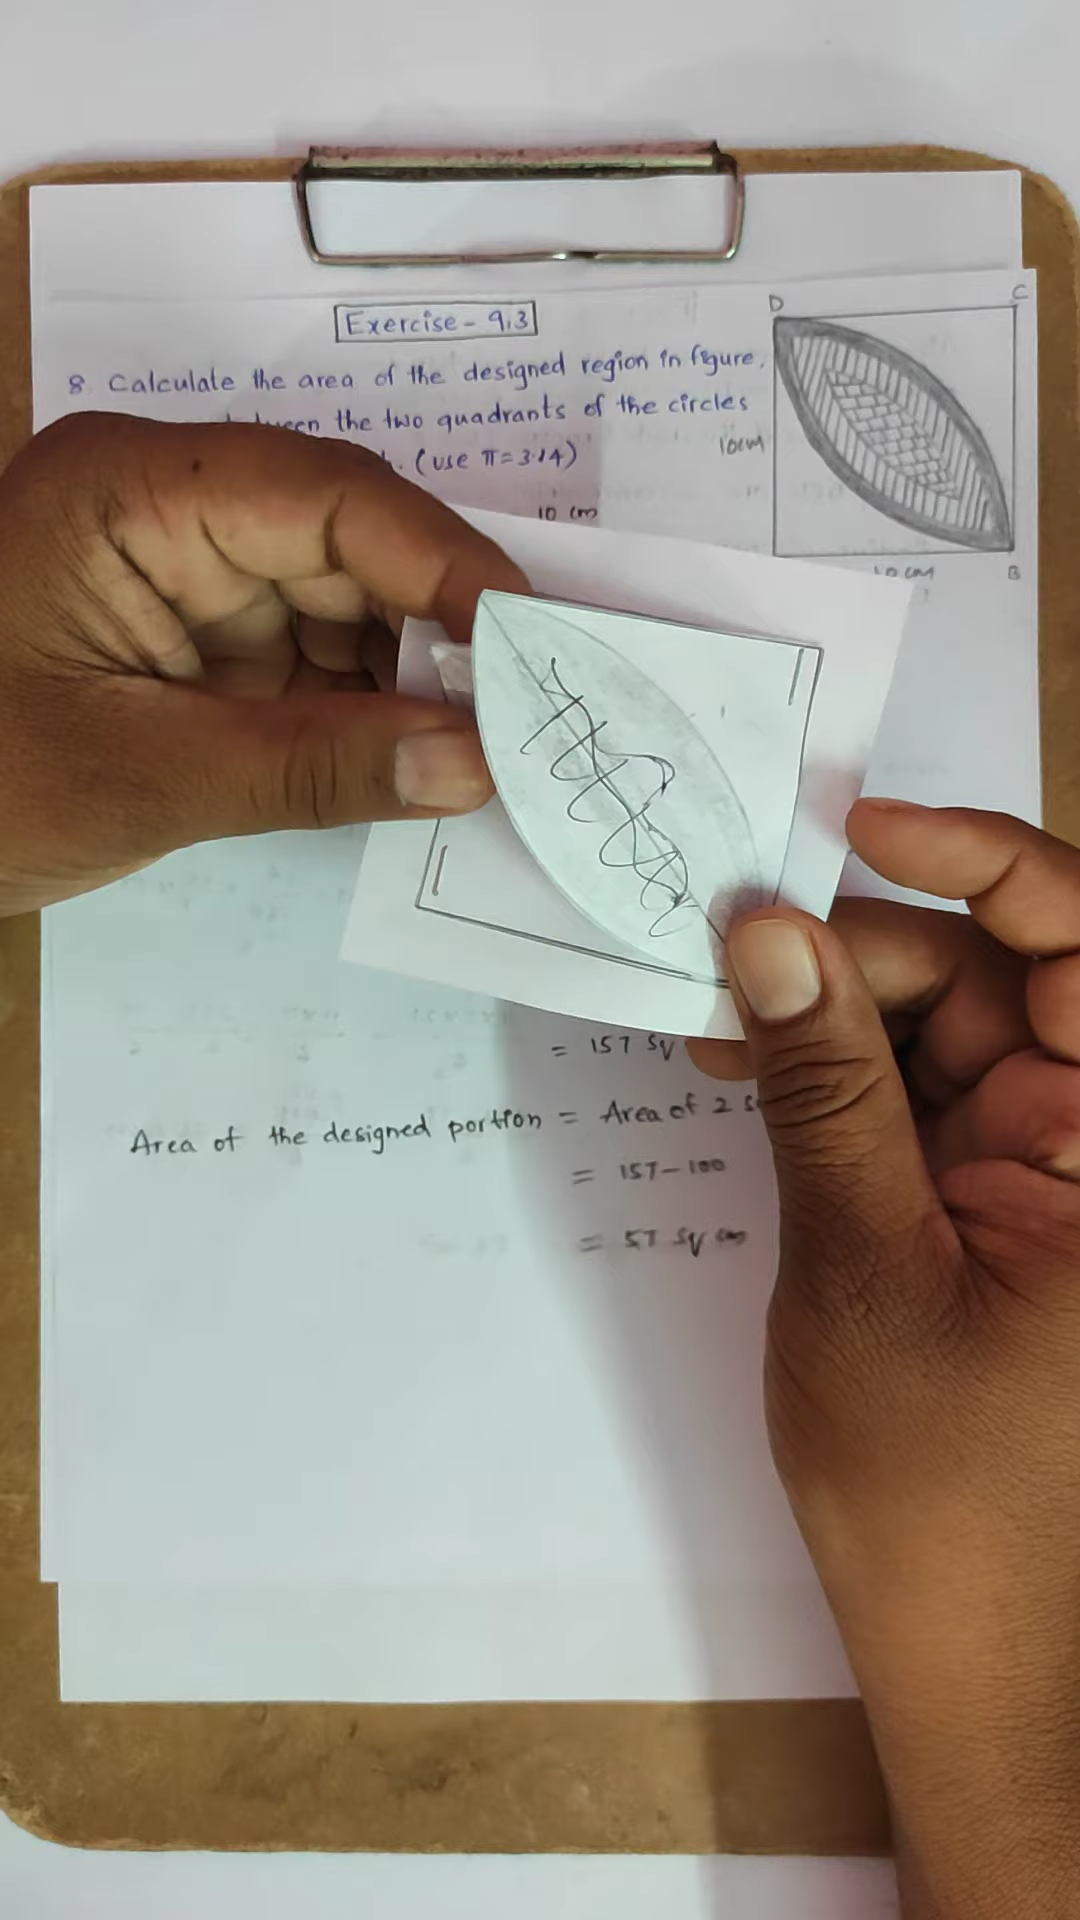 Exercise - 9.3
D
C
8. Calculate the area of the designed region in figure,
the two quadrants of the circles
(use π = 3.14)
10cm
10 cm
10 cm
B
= 157 Sq
Area of the designed portion = Area of 2
= 157 - 100
= 57 Sq cm